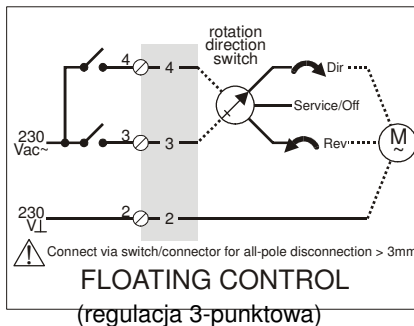 rotation
direction
switch
4 4 Dir
Service/Off
230
Vac~
3 3 Rev
M
~
230
V⊥
2 2
Connect via switch/connector for all-pole disconnection > 3mm
FLOATING CONTROL
(regulacja 3-punktowa)